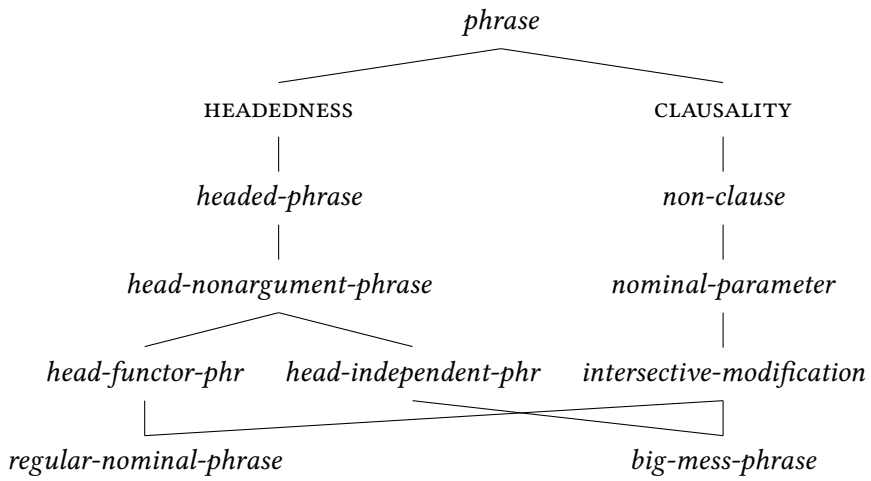 phrase
HEADEDNESS CLAUSALITY
headed-phrase non-clause
head-nonargument-phrase nominal-parameter
head-functor-phr head-independent-phr intersective-modification
regular-nominal-phrase big-mess-phrase